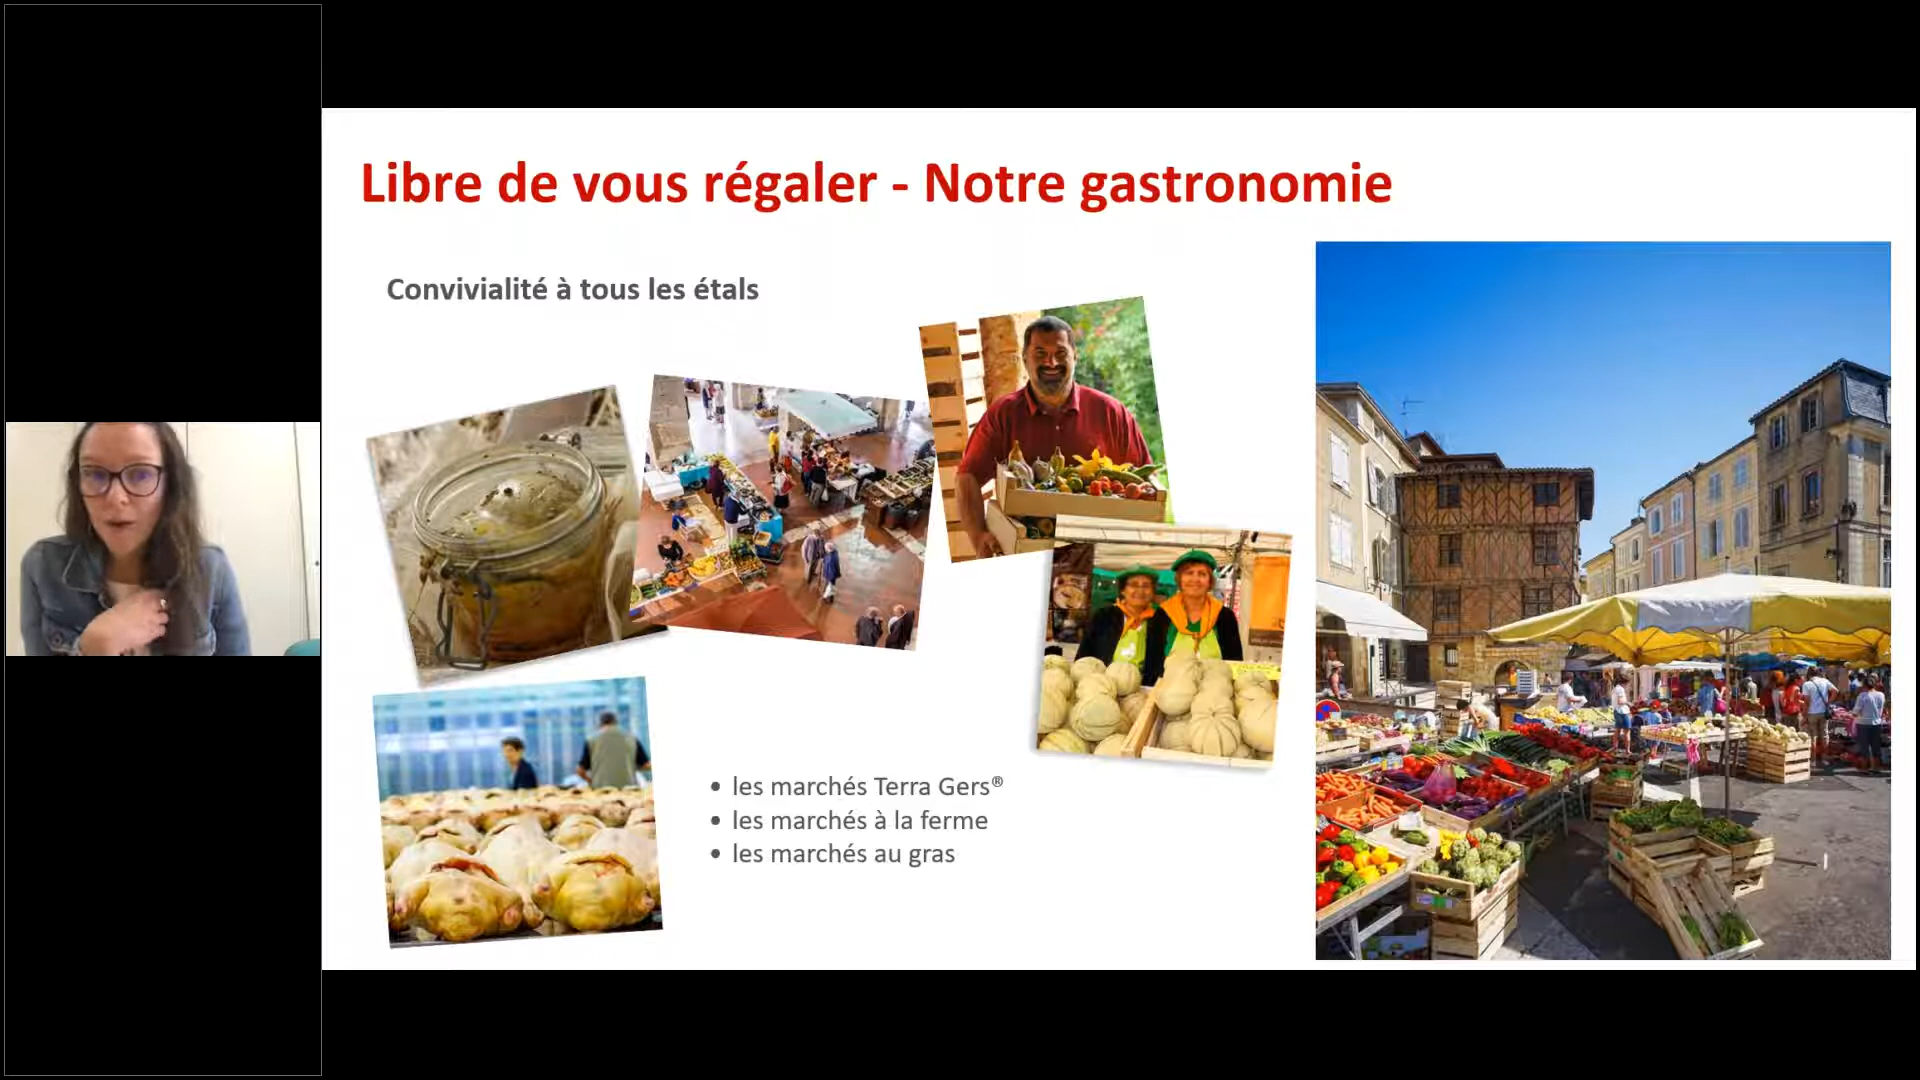 Libre de vous régaler - Notre gastronomie
Convivialité à tous les étals
• les marchés Terra Gers®
• les marchés à la ferme
• les marchés au gras